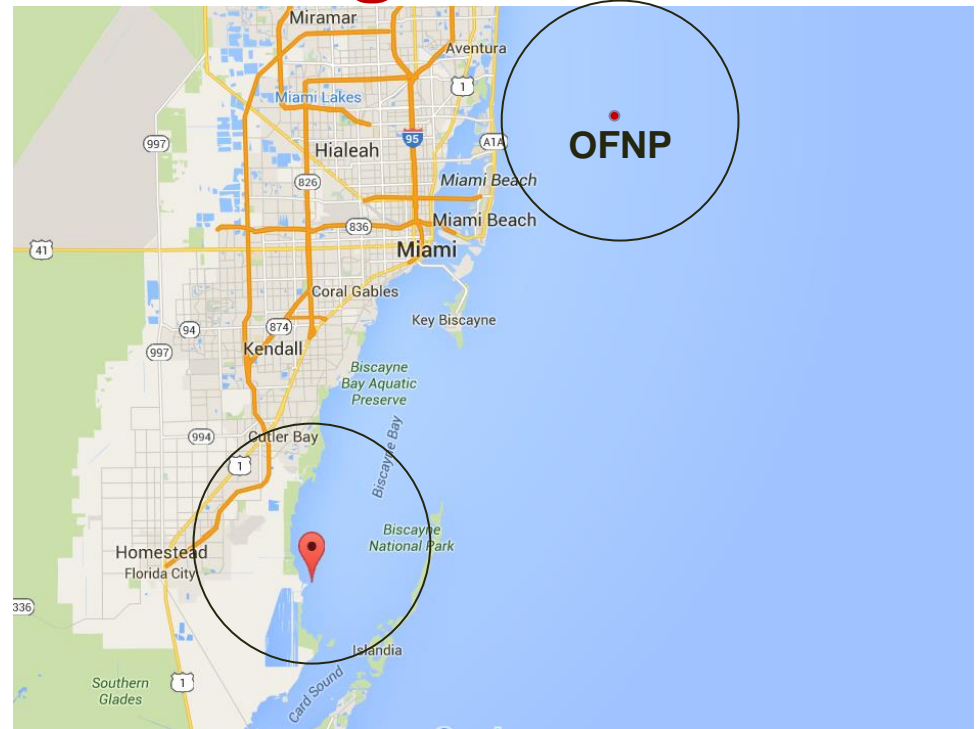 Miramar
Aventura
1
Miami Lakes
997
95
Hialeah
A1A
OFNP
826
Miami Beach
836
Miami Beach
41
Miami
Coral Gables
94
874
Key Biscayne
997
Kendall
Biscayne
Bay Aquatic
Preserve
994
Cutler Bay
Biscayne Bay
1
Biscayne
National Park
Homestead
Florida City
336
Islandia
Southern
Glades
1
Card Sound